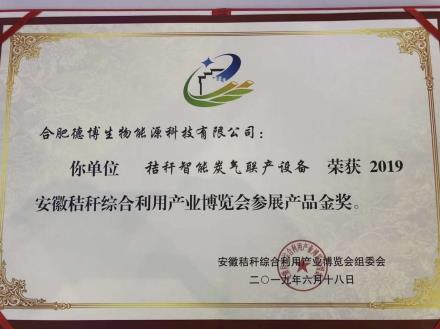 合肥德博生物能源科技有限公司：
你单位 秸秆智能炭气联产设备 荣获 2019
安徽秸秆综合利用产业博览会参展产品金奖。
安徽秸秆综合利用产业博览会组委会
二〇一九年六月十八日